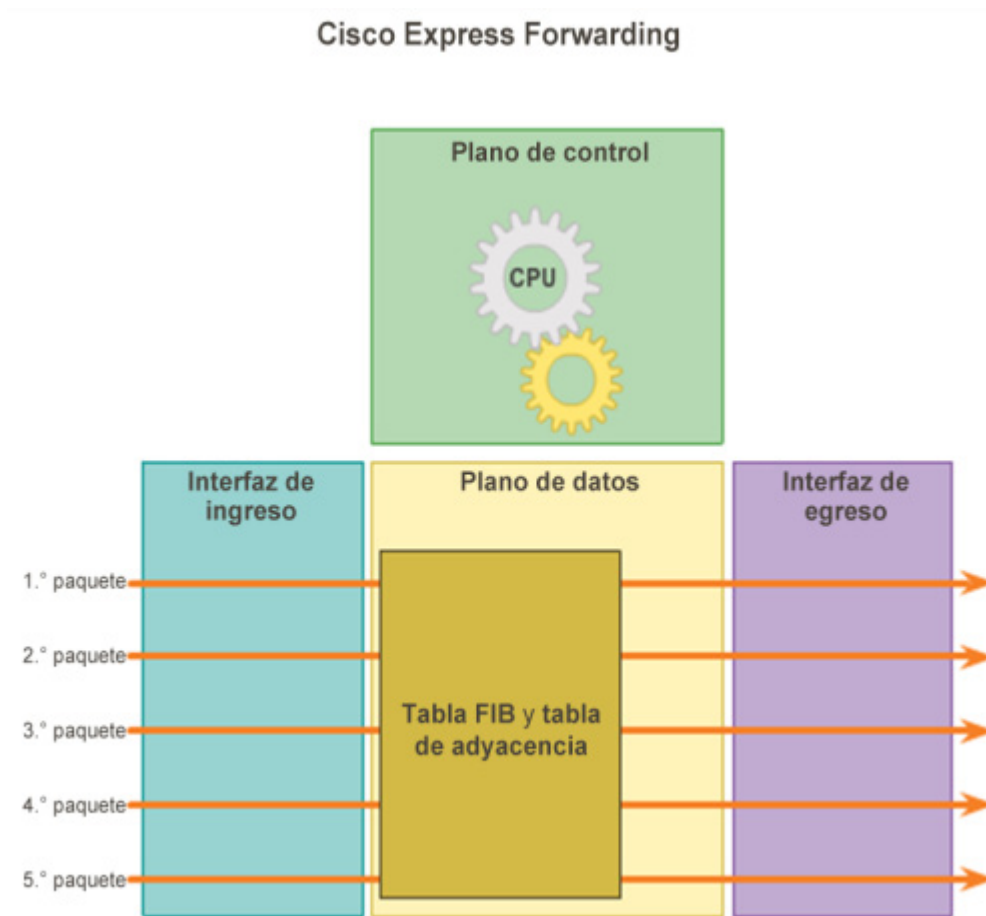 Cisco Express Forwarding
Plano de control
CPU
Interfaz de
ingreso
Plano de datos
Interfaz de
egreso
1.° paquete
2.° paquete
3.° paquete
4.° paquete
5.° paquete
Tabla FIB y tabla
de adyacencia